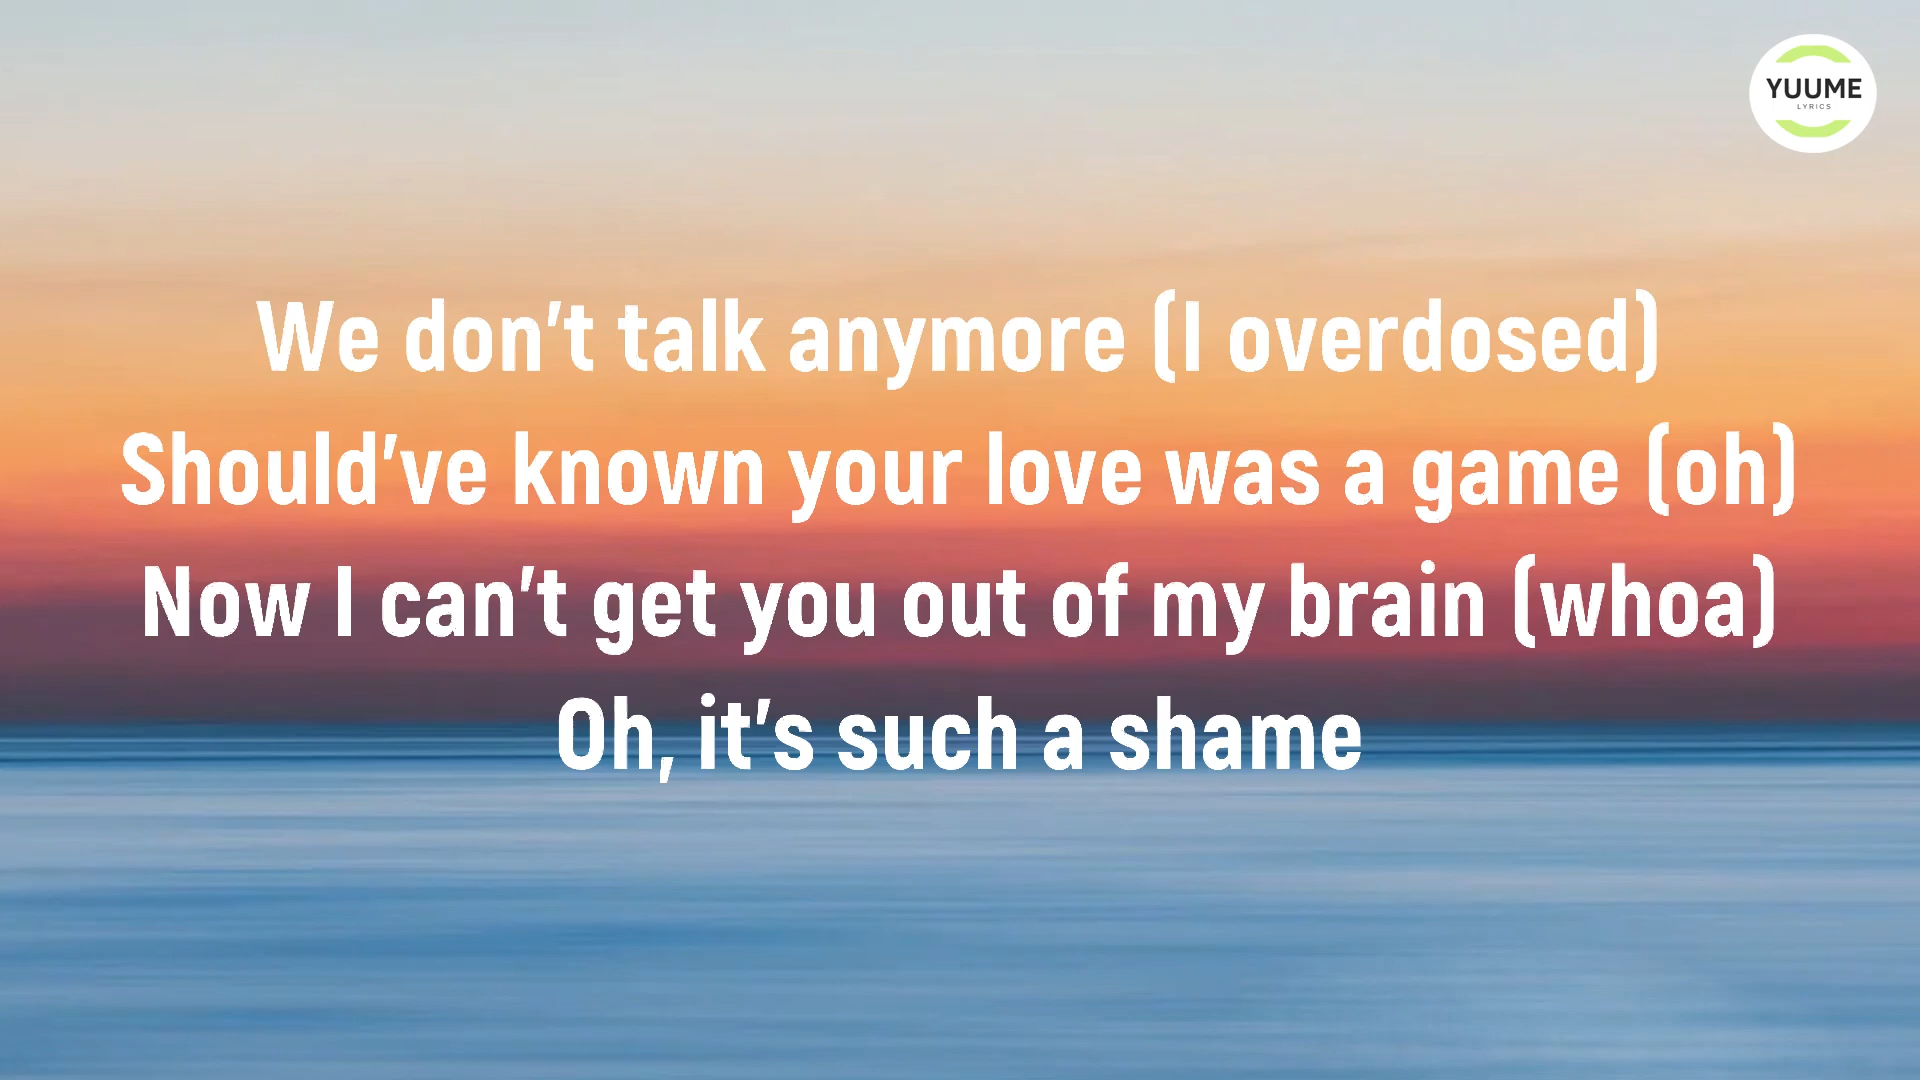 YUUME
LYRICS
We don't talk anymore (I overdosed)
Should've known your love was a game (oh)
Now I can't get you out of my brain (whoa)
Oh, it's such a shame